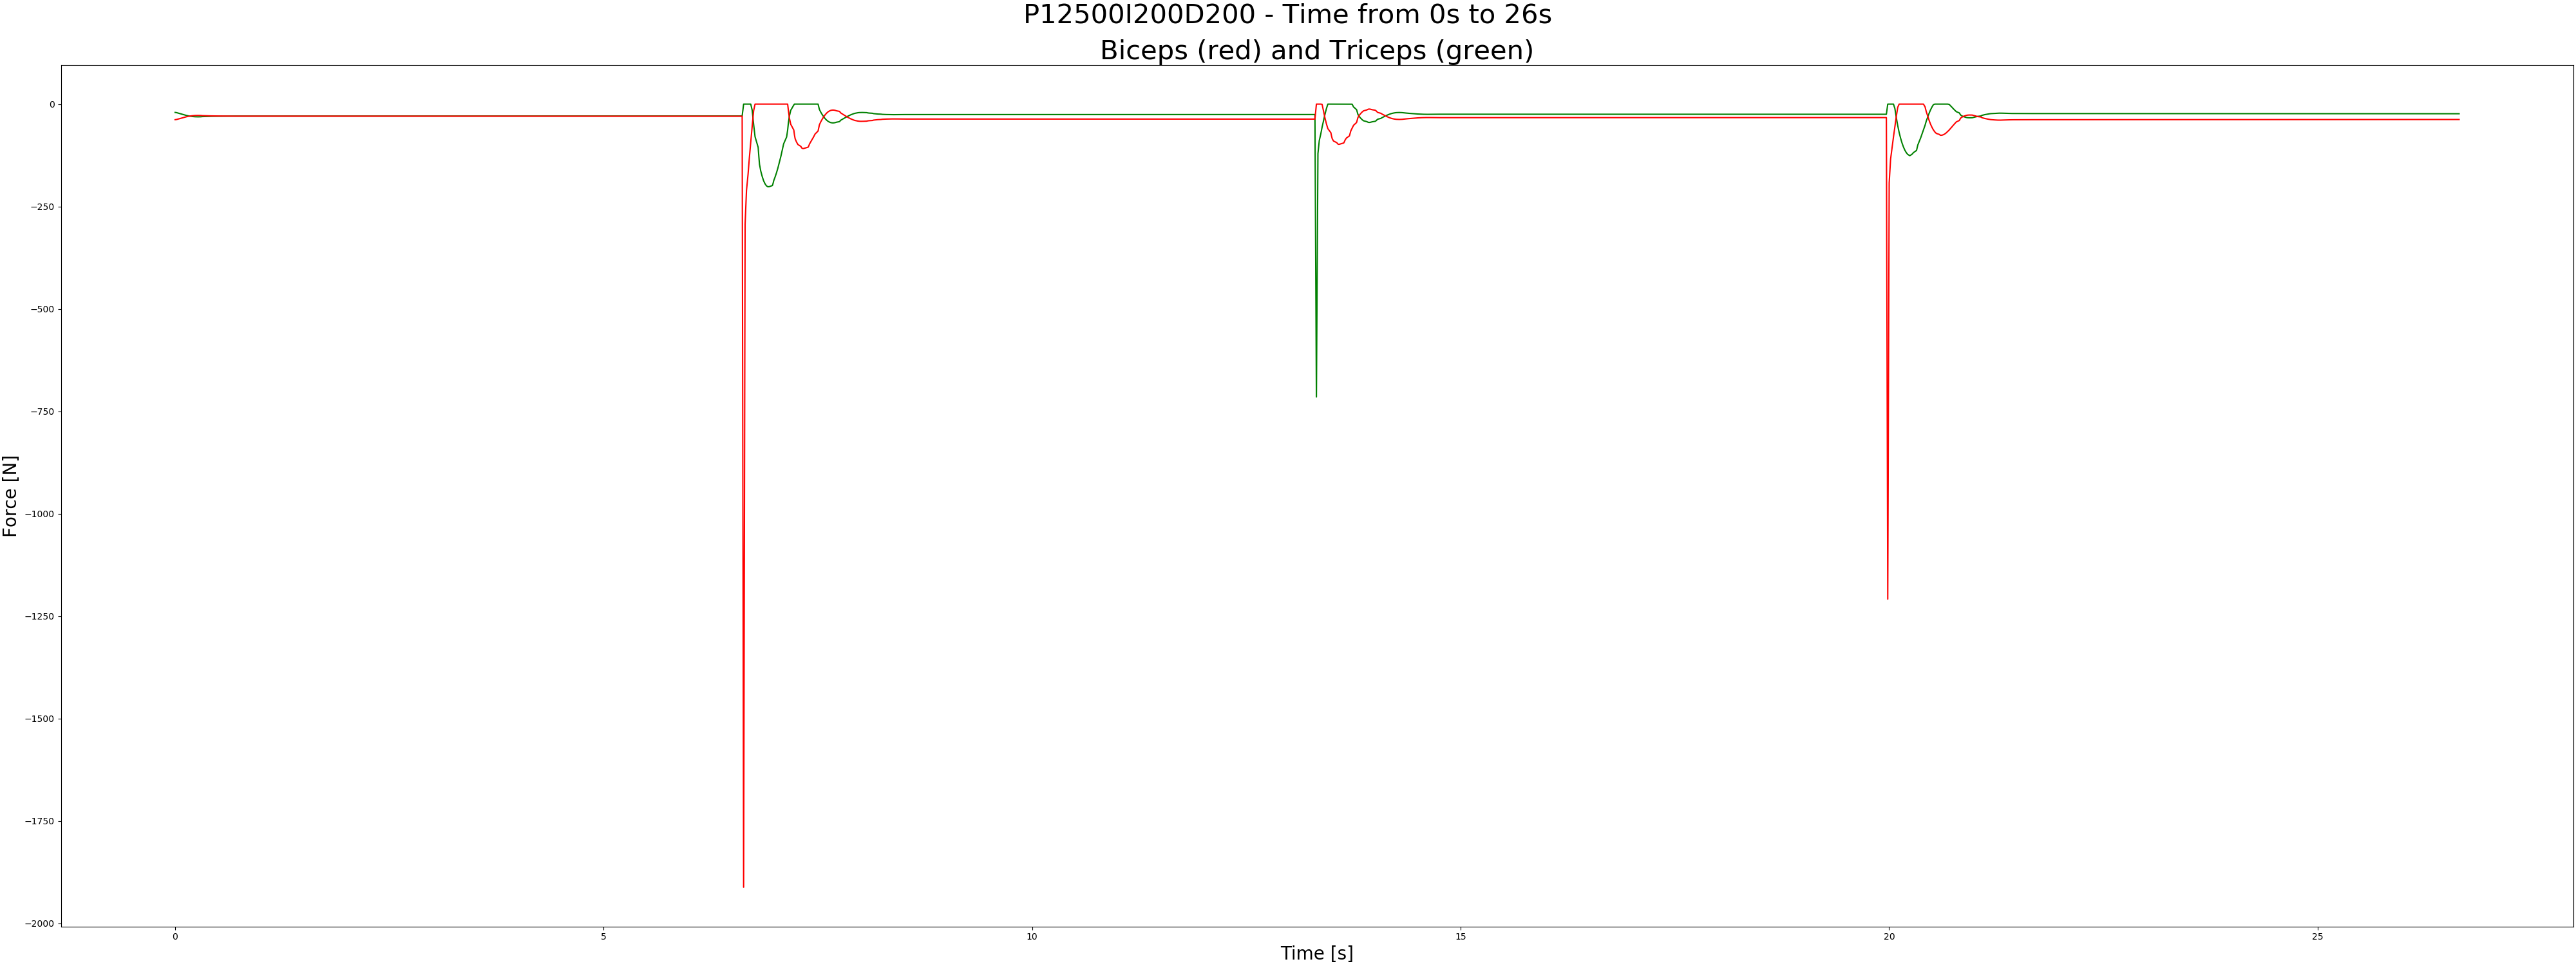 P12500I200D200 - Time from 0s to 26s
Biceps (red) and Triceps (green)
0
−250
−500
−750
−1000
−1250
−1500
−1750
−2000
Force [N]
0 5 10 15 20 25
Time [s]